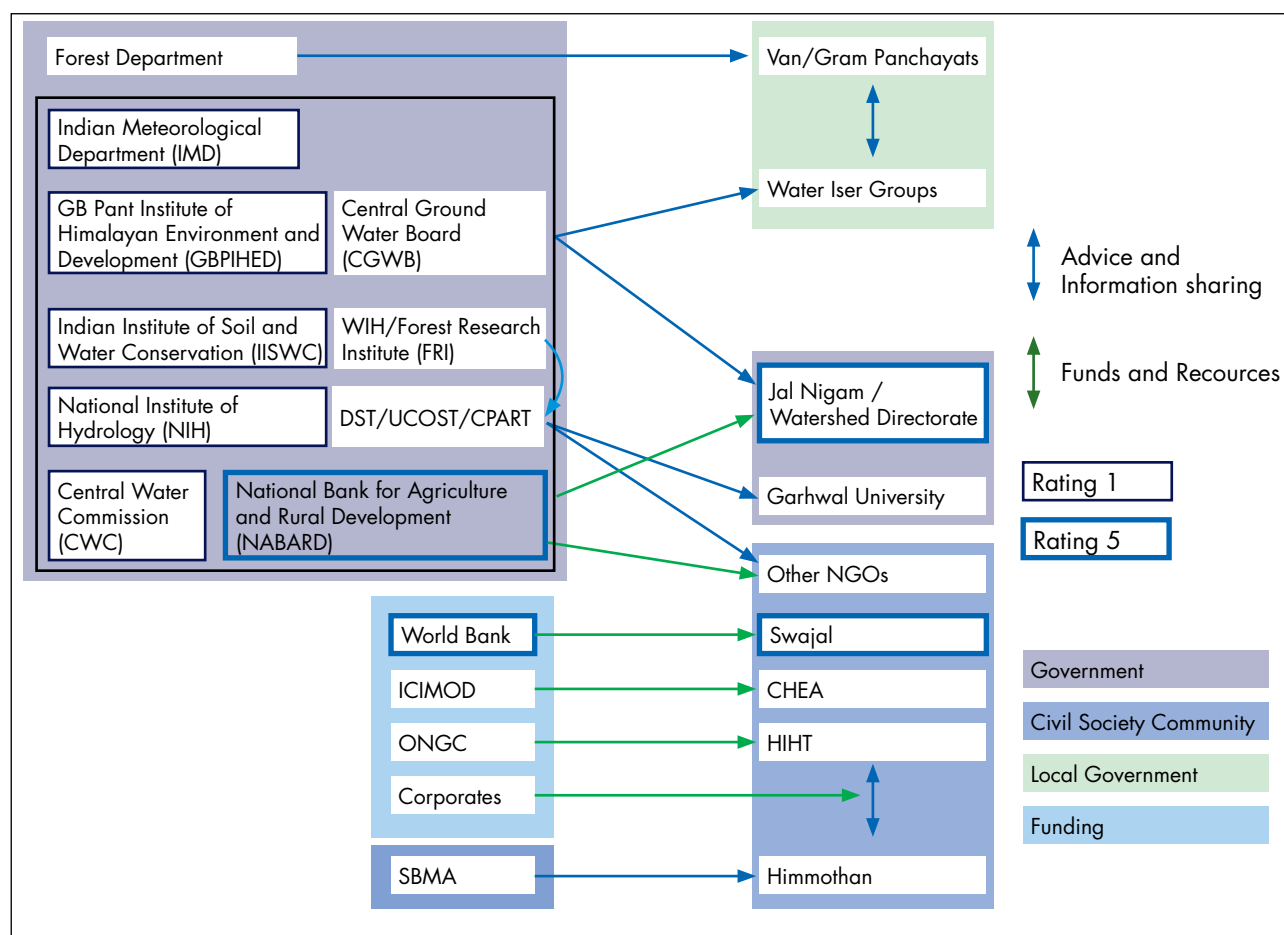 Forest Department
Indian Meteorological
Department (IMD)
GB Pant Institute of
Himalayan Environment and
Development (GBPIHED)
Central Ground
Water Board
(CGWB)
Indian Institute of Soil and
Water Conservation (IISWC)
WIH/Forest Research
Institute (FRI)
National Institute of
Hydrology (NIH)
DST/UCOST/CPART
Central Water
Commission
(CWC)
National Bank for Agriculture
and Rural Development
(NABARD)
World Bank
ICIMOD
ONGC
Corporates
SBMA
Van/Gram Panchayats
Water Iser Groups
Jal Nigam /
Watershed Directorate
Garhwal University
Other NGOs
Swajal
CHEA
HIHT
Himmothan
Advice and
Information sharing
Funds and Recources
Rating 1
Rating 5
Government
Civil Society Community
Local Government
Funding